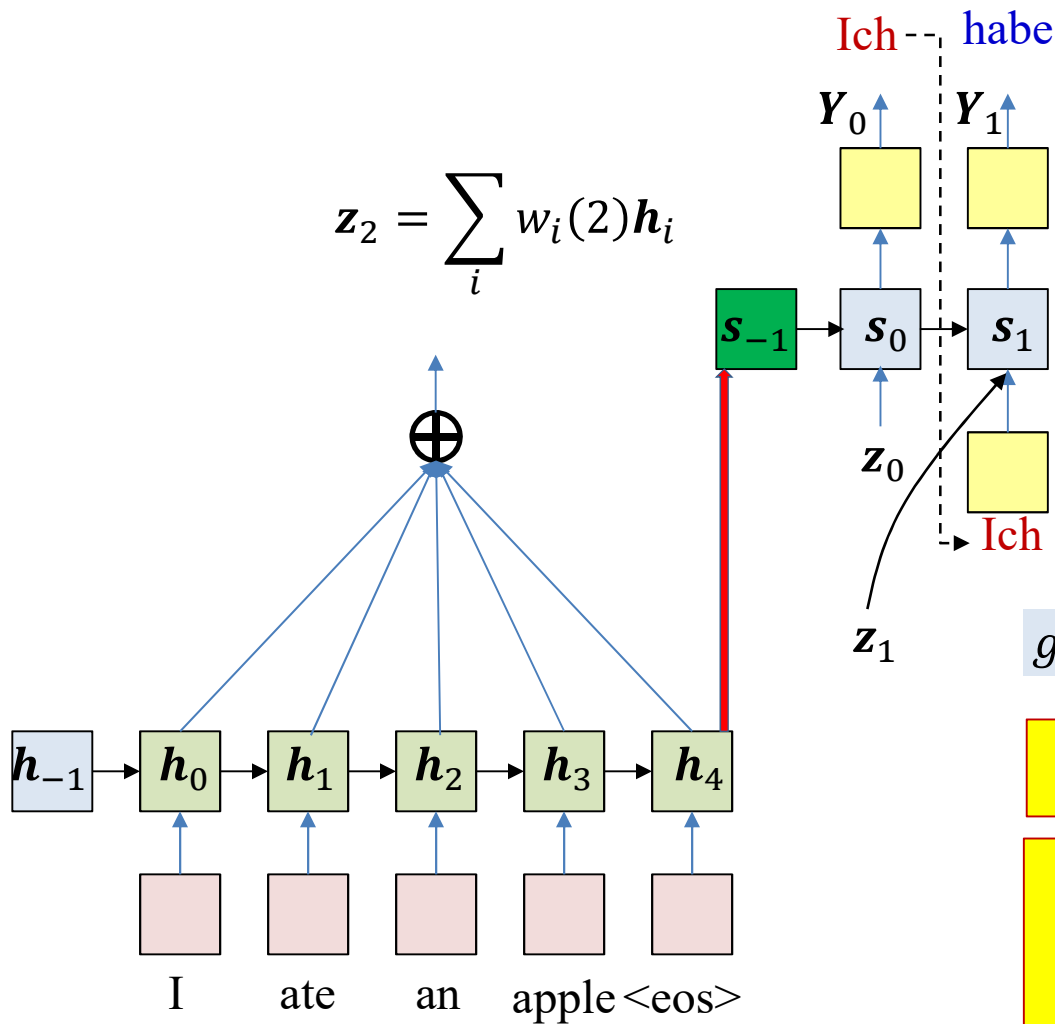 Ich habe
Y₀ Y₁
z₂ = ∑ᵢ wᵢ(2)hᵢ
s₋₁ s₀ s₁
z₀
Ich
z₁
g
h₋₁ h₀ h₁ h₂ h₃ h₄
I ate an apple <eos>